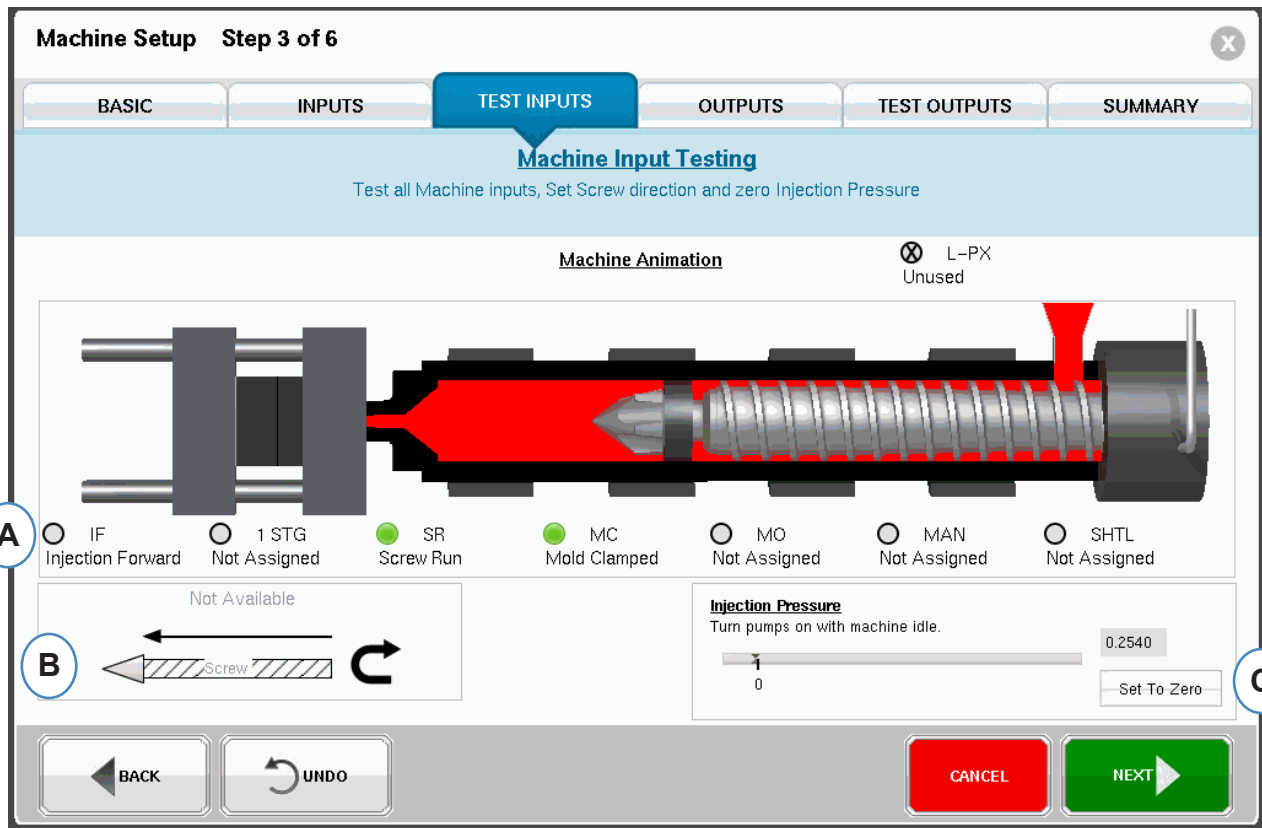 Machine Setup Step 3 of 6
X
BASIC INPUTS TEST INPUTS OUTPUTS TEST OUTPUTS SUMMARY
Machine Input Testing
Test all Machine inputs, Set Screw direction and zero Injection Pressure
Machine Animation
X L-PX
Unused
A
IF 1 STG SR MC MO MAN SHTL
Injection Forward Not Assigned Screw Run Mold Clamped Not Assigned Not Assigned Not Assigned
Not Available
B
Screw
Injection Pressure
Turn pumps on with machine idle.
0.2540
1
0
Set To Zero
BACK UNDO CANCEL NEXT